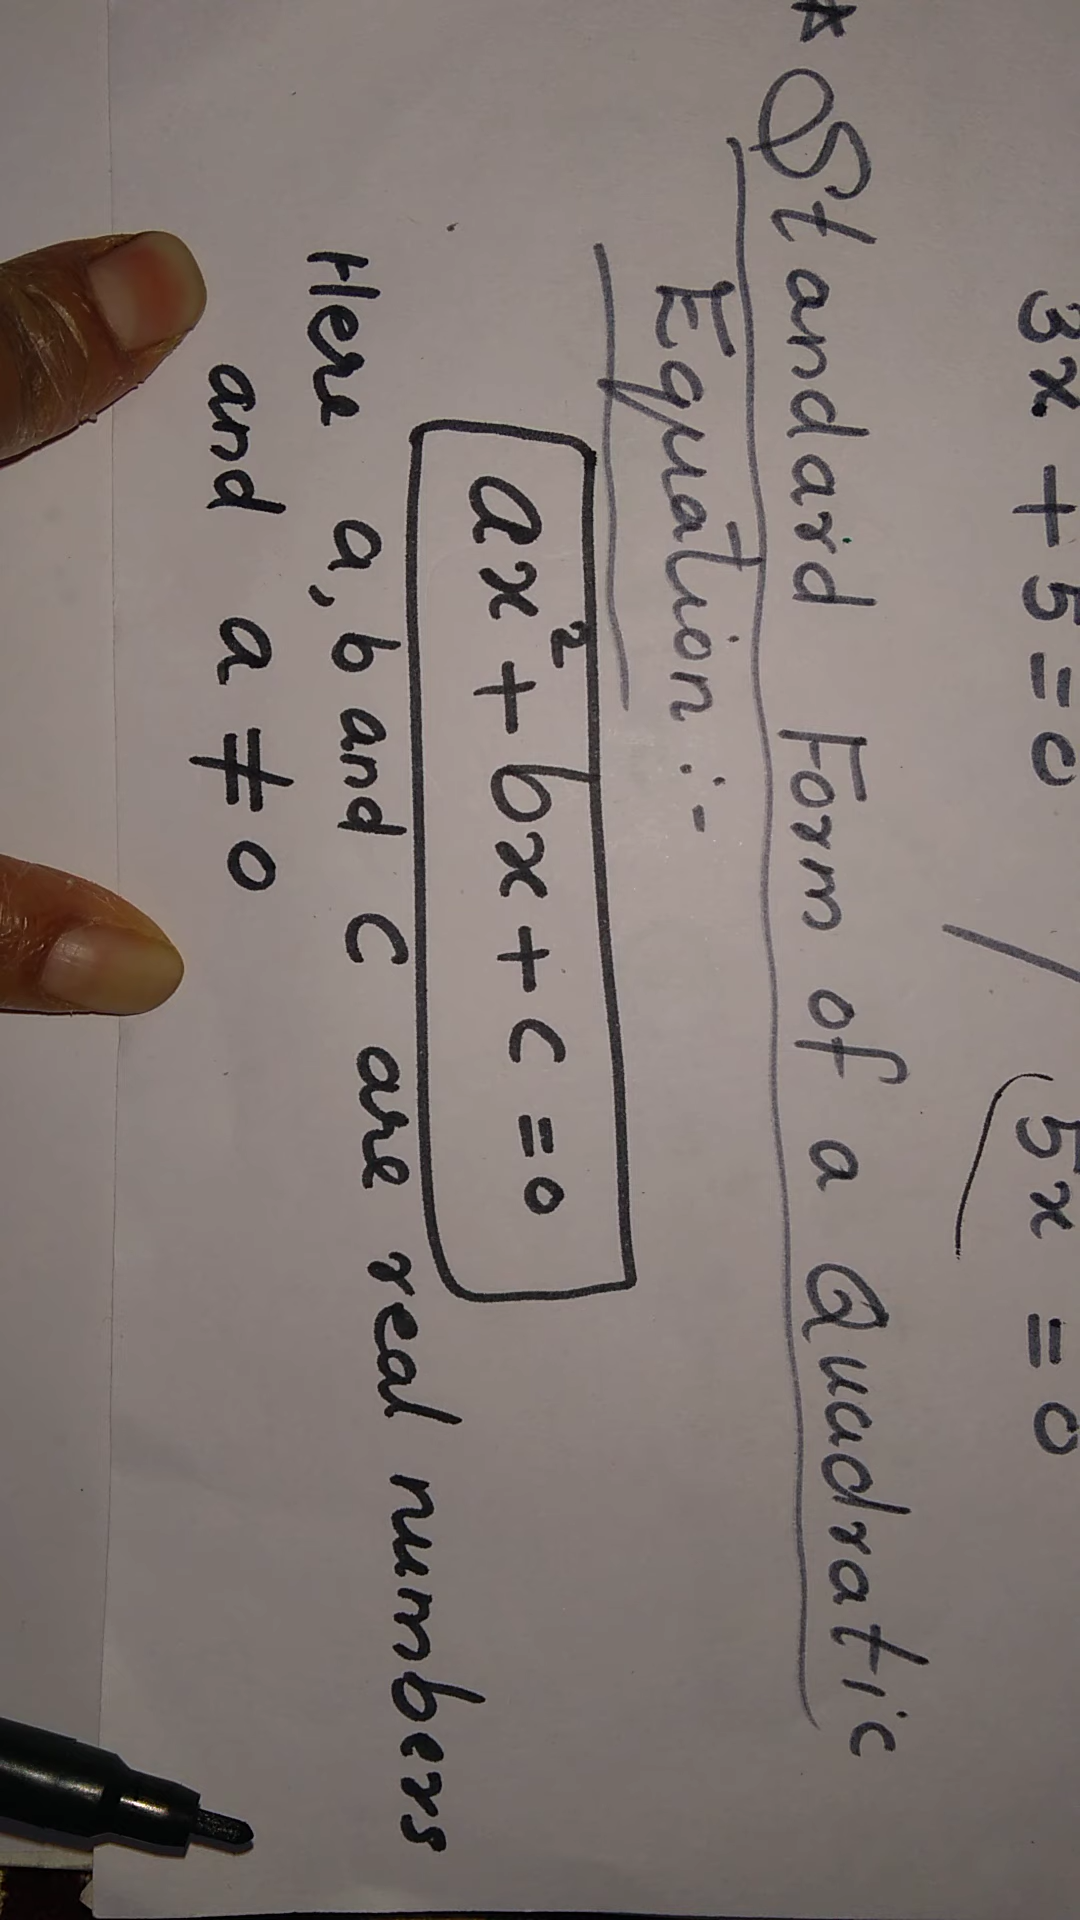 3x + 5 = 0 / 5x = 0
* Standard Form of a Quadratic
Equation :-
ax² + bx + c = 0
Here a, b and c are real numbers
and a ≠ 0